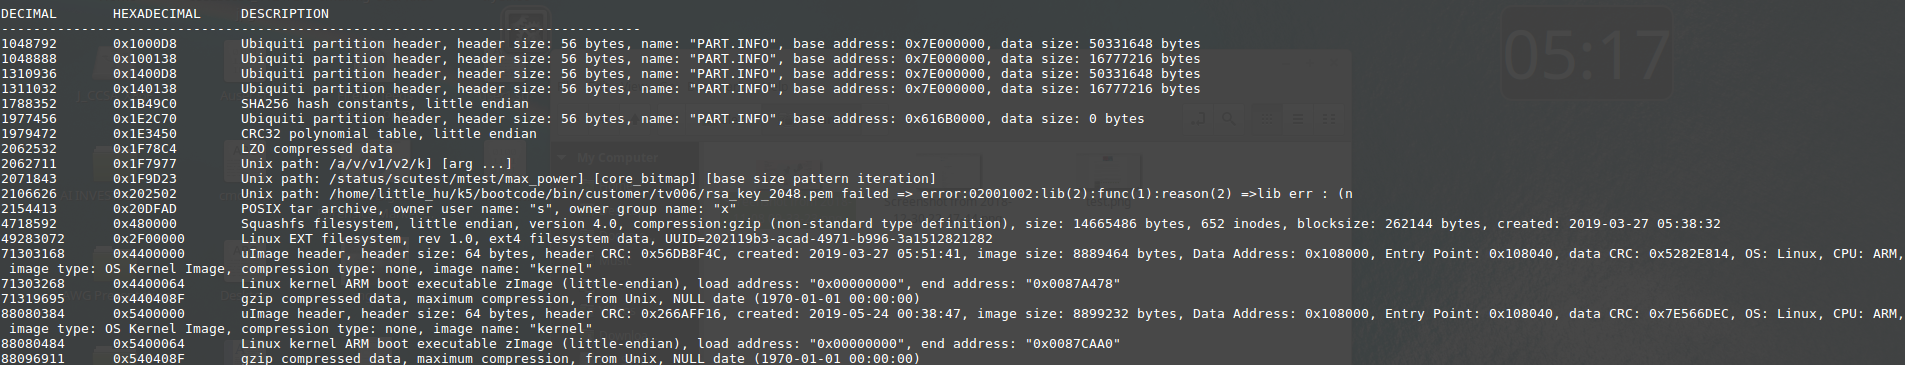 DECIMAL HEXADECIMAL DESCRIPTION
--------------------------------------------------------------------------------
1048792 0x1000D8 Ubiquiti partition header, header size: 56 bytes, name: "PART.INFO", base address: 0x7E000000, data size: 50331648 bytes
1048888 0x100138 Ubiquiti partition header, header size: 56 bytes, name: "PART.INFO", base address: 0x7E000000, data size: 16777216 bytes
1310936 0x1400D8 Ubiquiti partition header, header size: 56 bytes, name: "PART.INFO", base address: 0x7E000000, data size: 50331648 bytes
1311032 0x140138 Ubiquiti partition header, header size: 56 bytes, name: "PART.INFO", base address: 0x7E000000, data size: 16777216 bytes
1788352 0x1B49C0 SHA256 hash constants, little endian
1977456 0x1E2C70 Ubiquiti partition header, header size: 56 bytes, name: "PART.INFO", base address: 0x616B0000, data size: 0 bytes
1979472 0x1E3450 CRC32 polynomial table, little endian
2062532 0x1F78C4 LZO compressed data
2062711 0x1F7977 Unix path: /a/v/v1/v2/k] [arg ...]
2071843 0x1F9D23 Unix path: /status/scutest/mtest/max_power] [core_bitmap] [base size pattern iteration]
2106626 0x202502 Unix path: /home/little_hu/k5/bootcode/bin/customer/tv006/rsa_key_2048.pem failed => error:02001002:lib(2):func(1):reason(2) =>lib err : (n
2154413 0x20DFAD POSIX tar archive, owner user name: "s", owner group name: "x"
4718592 0x480000 Squashfs filesystem, little endian, version 4.0, compression:gzip (non-standard type definition), size: 14665486 bytes, 652 inodes, blocksize: 262144 bytes, created: 2019-03-27 05:38:32
49283072 0x2F00000 Linux EXT filesystem, rev 1.0, ext4 filesystem data, UUID=202119b3-acad-4971-b996-3a1512821282
71303168 0x4400000 uImage header, header size: 64 bytes, header CRC: 0x56DB8F4C, created: 2019-03-27 05:51:41, image size: 8889464 bytes, Data Address: 0x108000, Entry Point: 0x108040, data CRC: 0x5282E814, OS: Linux, CPU: ARM,
image type: OS Kernel Image, compression type: none, image name: "kernel"
71303268 0x4400064 Linux kernel ARM boot executable zImage (little-endian), load address: "0x00000000", end address: "0x0087A478"
71319695 0x440408F gzip compressed data, maximum compression, from Unix, NULL date (1970-01-01 00:00:00)
88080384 0x5400000 uImage header, header size: 64 bytes, header CRC: 0x266AFF16, created: 2019-05-24 00:38:47, image size: 8899232 bytes, Data Address: 0x108000, Entry Point: 0x108040, data CRC: 0x7E566DEC, OS: Linux, CPU: ARM,
image type: OS Kernel Image, compression type: none, image name: "kernel"
88080484 0x5400064 Linux kernel ARM boot executable zImage (little-endian), load address: "0x00000000", end address: "0x0087CAA0"
88096911 0x540408F gzip compressed data, maximum compression, from Unix, NULL date (1970-01-01 00:00:00)
05:17
My Computer